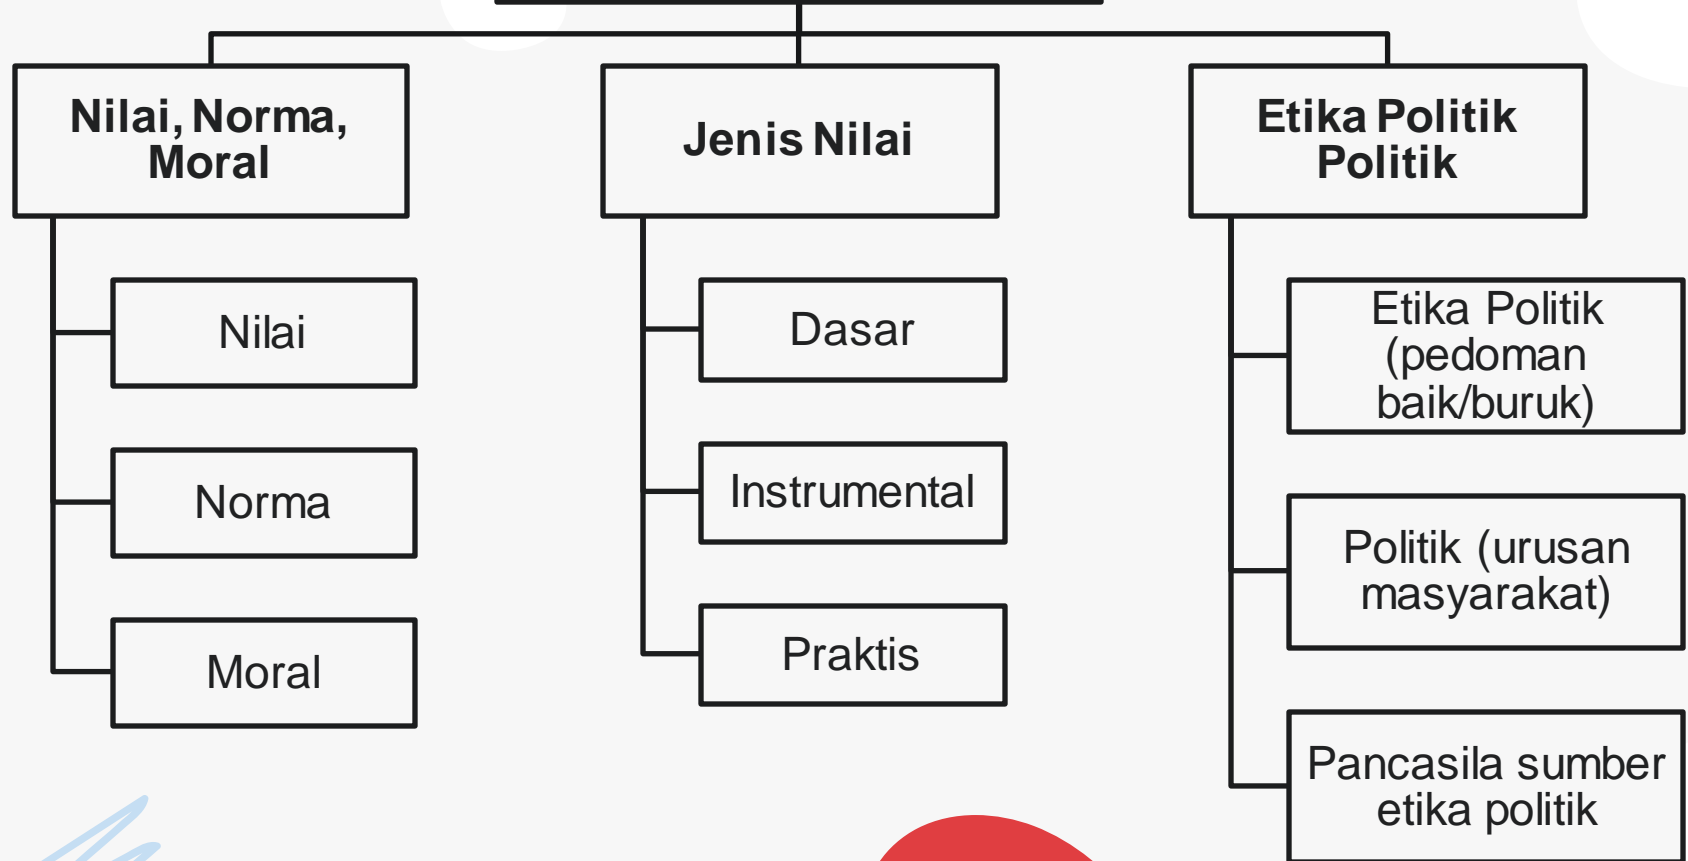 Nilai, Norma,
Moral
Nilai
Norma
Moral
Jenis Nilai
Dasar
Instrumental
Praktis
Etika Politik
Politik
Etika Politik
(pedoman
baik/buruk)
Politik (urusan
masyarakat)
Pancasila sumber
etika politik